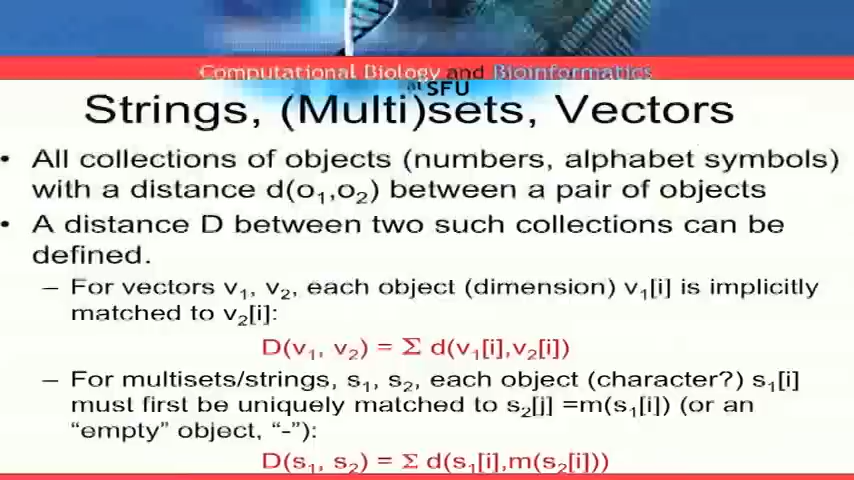 Computational Biology and Bioinformatics
at SFU
Strings, (Multi)sets, Vectors
• All collections of objects (numbers, alphabet symbols)
with a distance d(o1,o2) between a pair of objects
• A distance D between two such collections can be
defined.
– For vectors v1, v2, each object (dimension) v1[i] is implicitly
matched to v2[i]:
D(v1, v2) = Σ d(v1[i],v2[i])
– For multisets/strings, s1, s2, each object (character?) s1[i]
must first be uniquely matched to s2[j] =m(s1[i]) (or an
“empty” object, “-”):
D(s1, s2) = Σ d(s1[i],m(s2[i]))